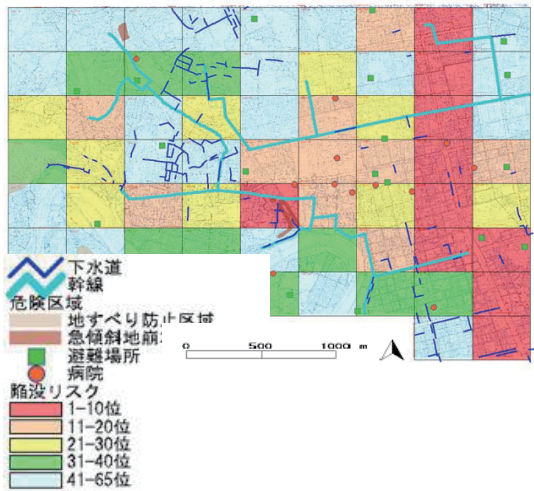 0 500 1000 m
下水道
幹線
危険区域
地すべり防止区域
急傾斜地崩
避難場所
病院
陥没リスク
1-10位
11-20位
21-30位
31-40位
41-65位